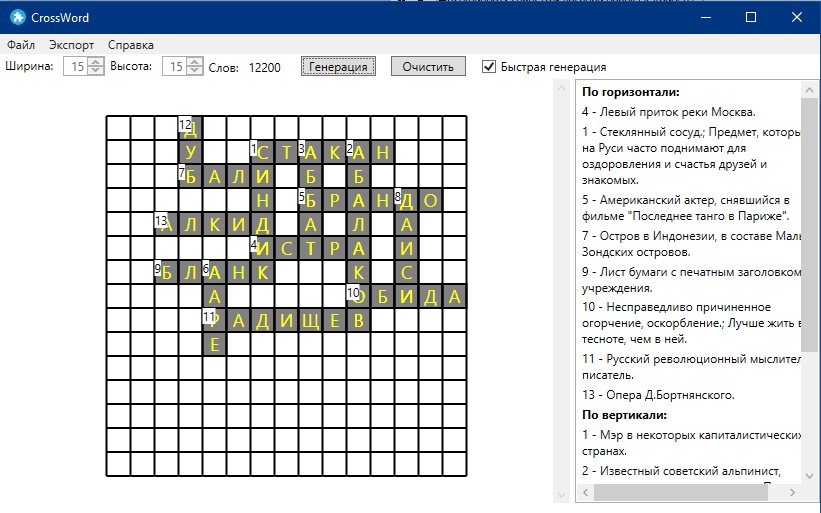 CrossWord
Файл Экспорт Справка
Ширина: 15 Высота: 15 Слов: 12200 Генерация Очистить Быстрая генерация
12 Д
У 1 С Т 3 А К 2 А Н
7 Б А Л И Б Б
Н 5 Б Р А Н 8 Д О
13 А Л К И Д А Л А
4 И С Т Р А И
9 Б Л 6 А Н К К С
А 10 О Б И Д А
11 Р А Д И Щ Е В
Е
По горизонтали:
4 - Левый приток реки Москва.
1 - Стеклянный сосуд.; Предмет, которы
на Руси часто поднимают для
оздоровления и счастья друзей и
знакомых.
5 - Американский актер, снявшийся в
фильме "Последнее танго в Париже".
7 - Остров в Индонезии, в составе Мал
Зондских островов.
9 - Лист бумаги с печатным заголовком
учреждения.
10 - Несправедливо причиненное
огорчение, оскорбление.; Лучше жить в
тесноте, чем в ней.
11 - Русский революционный мыслител
писатель.
13 - Опера Д.Бортнянского.
По вертикали:
1 - Мэр в некоторых капиталистических
странах.
2 - Известный советский альпинист,